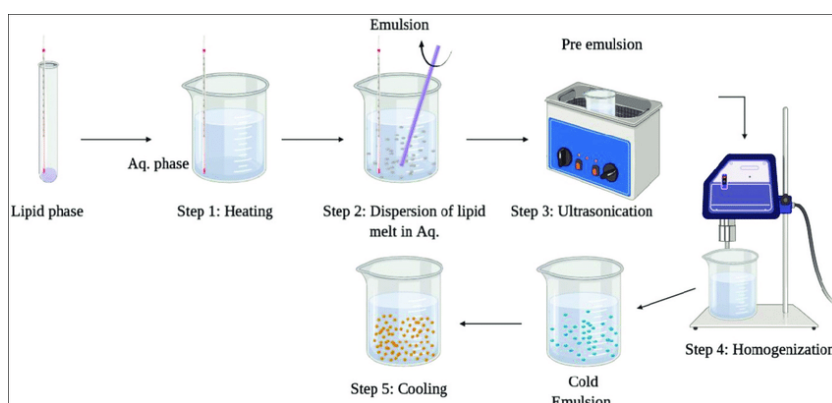 Emulsion
Pre emulsion
Aq. phase
Lipid phase
Step 1: Heating
Step 2: Dispersion of lipid
melt in Aq.
Step 3: Ultrasonication
Step 4: Homogenization
Cold
Emulsion
Step 5: Cooling